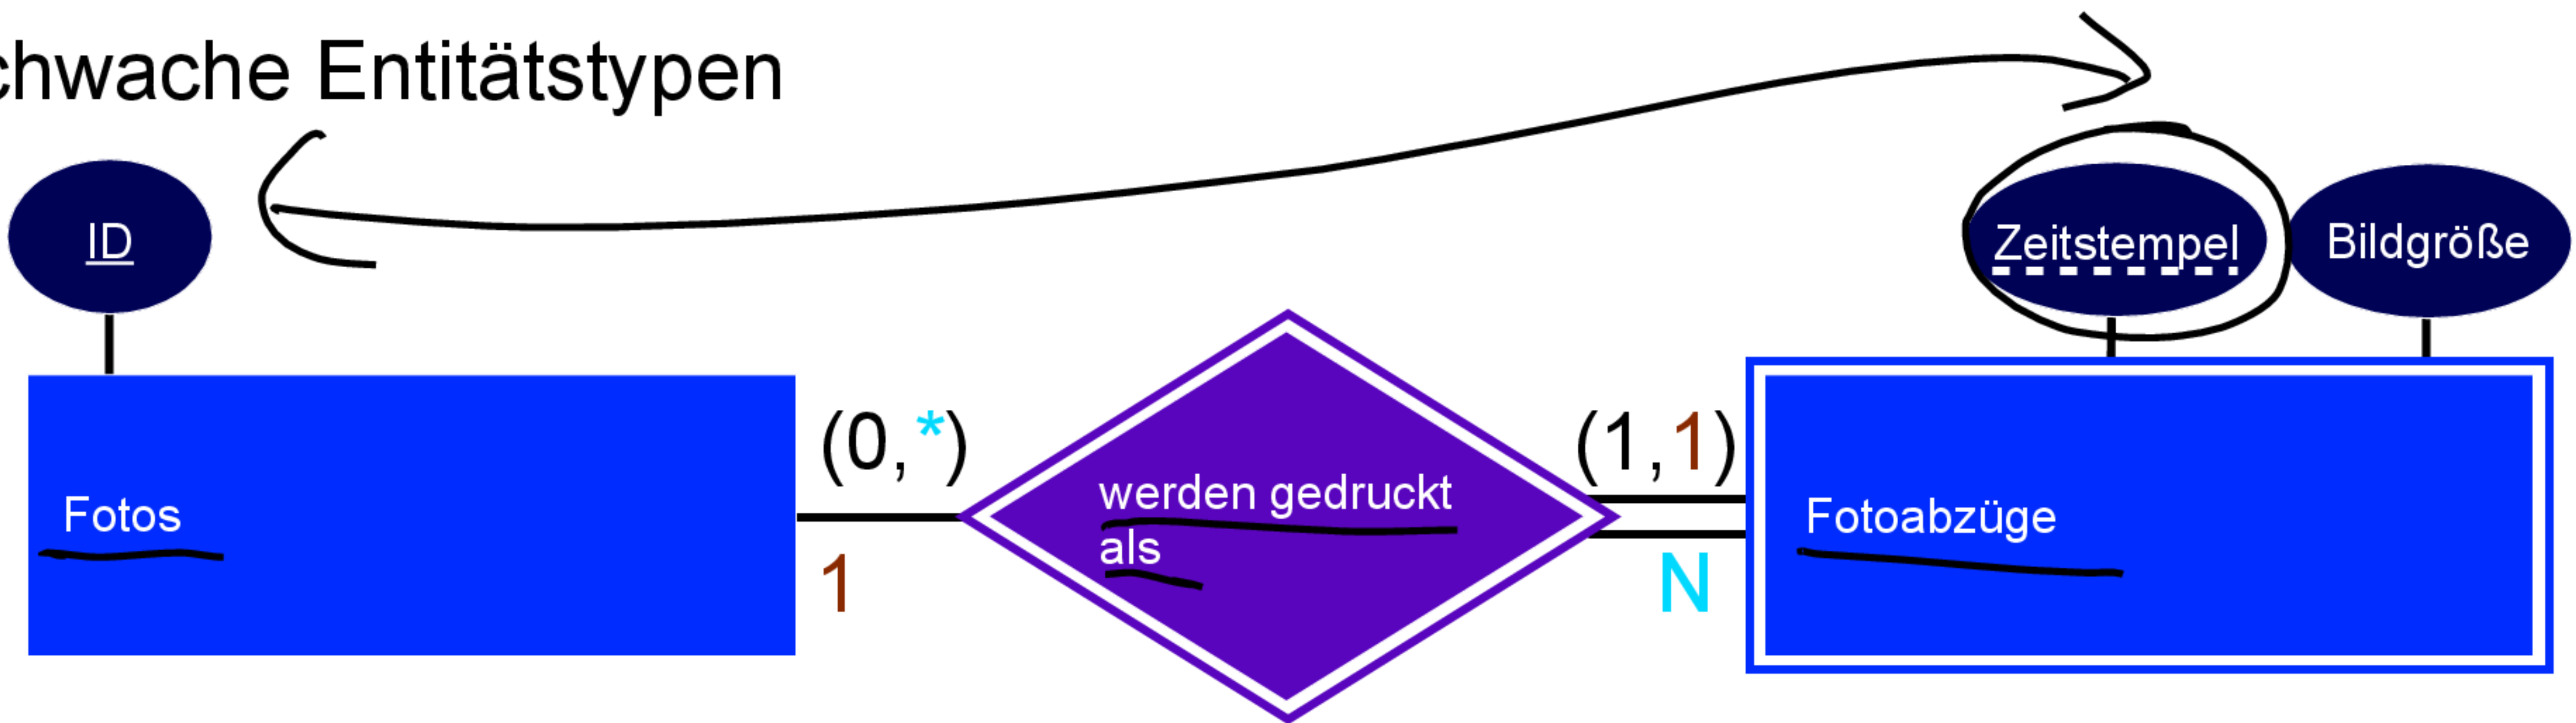 chwache Entitätstypen
ID
Zeitstempel
Bildgröße
Fotos
(0,*)
1
werden gedruckt
als
(1,1)
N
Fotoabzüge